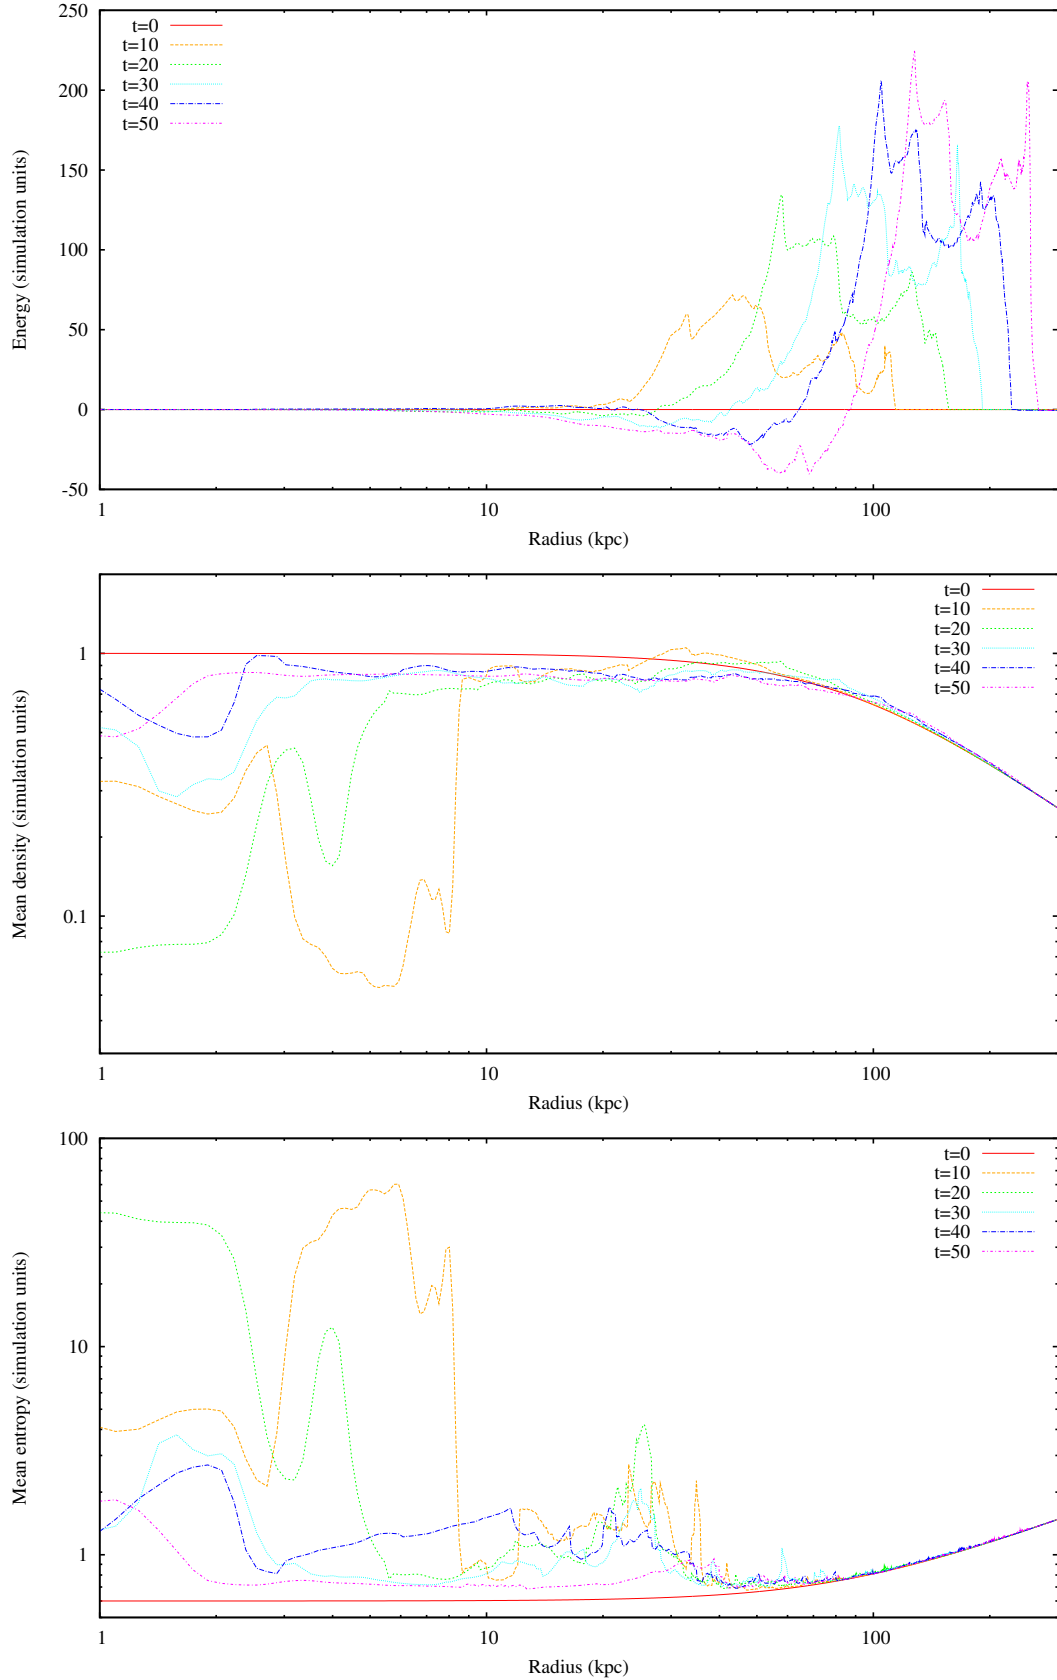 250
200
150
100
50
0
-50
Energy (simulation units)
t=0
t=10
t=20
t=30
t=40
t=50
1 10 100
Radius (kpc)
1
0.1
Mean density (simulation units)
t=0
t=10
t=20
t=30
t=40
t=50
1 10 100
Radius (kpc)
100
10
1
Mean entropy (simulation units)
t=0
t=10
t=20
t=30
t=40
t=50
1 10 100
Radius (kpc)